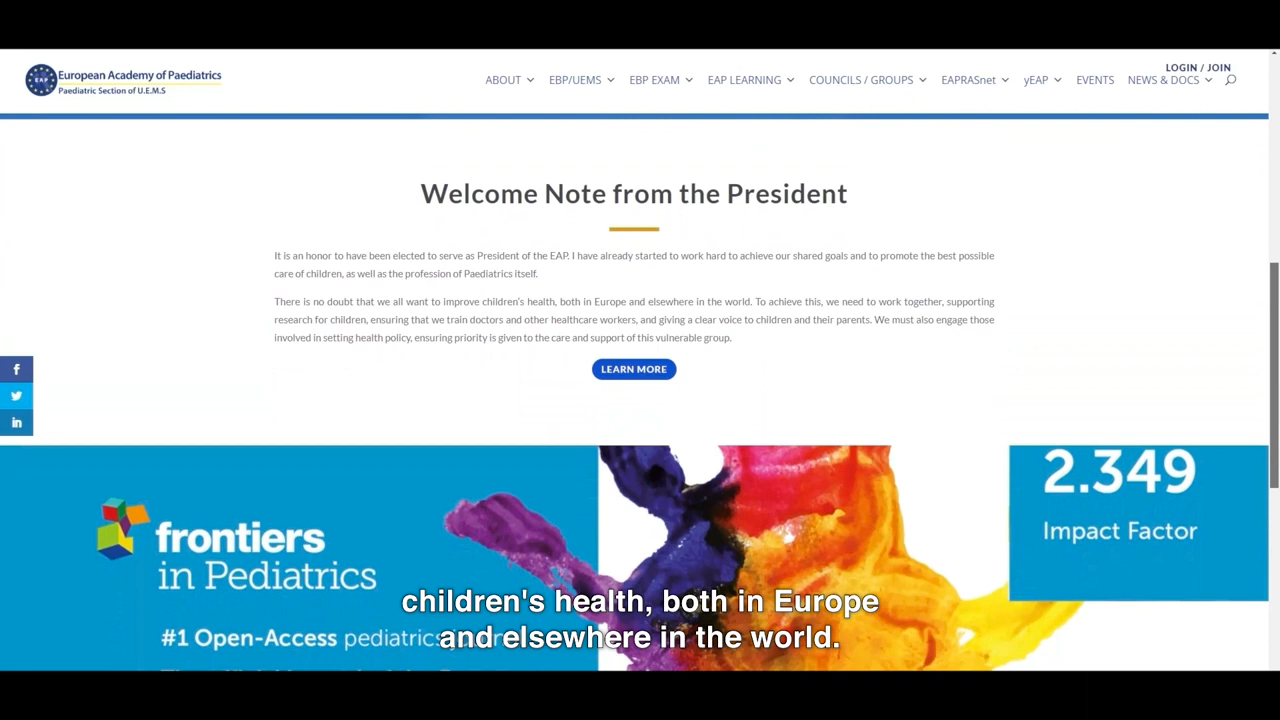 EAP
European Academy of Paediatrics
Paediatric Section of U.E.M.S
LOGIN / JOIN
ABOUT EBP/UEMS EBP EXAM EAP LEARNING COUNCILS / GROUPS EAPRASnet yEAP EVENTS NEWS & DOCS
Welcome Note from the President
It is an honor to have been elected to serve as President of the EAP. I have already started to work hard to achieve our shared goals and to promote the best possible
care of children, as well as the profession of Paediatrics itself.
There is no doubt that we all want to improve children's health, both in Europe and elsewhere in the world. To achieve this, we need to work together, supporting
research for children, ensuring that we train doctors and other healthcare workers, and giving a clear voice to children and their parents. We must also engage those
involved in setting health policy, ensuring priority is given to the care and support of this vulnerable group.
LEARN MORE
f
in
2.349
Impact Factor
frontiers
in Pediatrics
#1 Open-Access pediatrics
children's health, both in Europe
and elsewhere in the world.